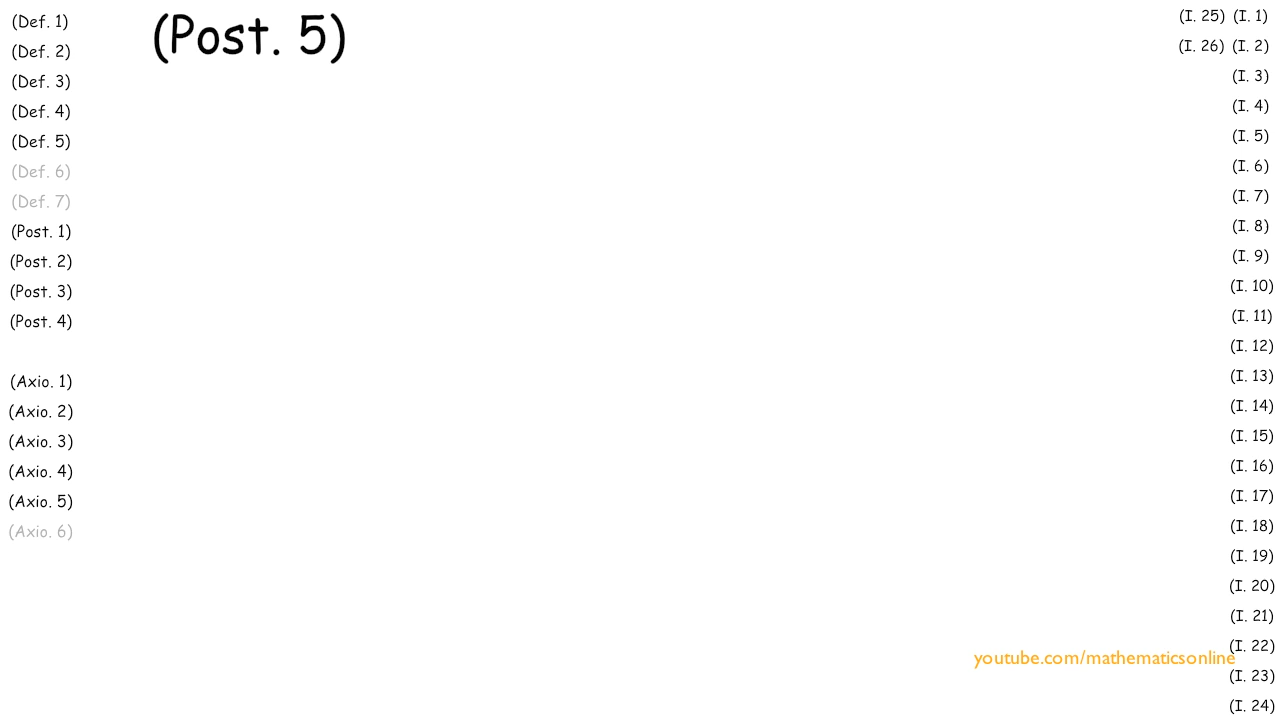 (Def. 1)
(Def. 2)
(Def. 3)
(Def. 4)
(Def. 5)
(Def. 6)
(Def. 7)
(Post. 1)
(Post. 2)
(Post. 3)
(Post. 4)
(Axio. 1)
(Axio. 2)
(Axio. 3)
(Axio. 4)
(Axio. 5)
(Axio. 6)
(Post. 5)
(I. 25) (I. 1)
(I. 26) (I. 2)
(I. 3)
(I. 4)
(I. 5)
(I. 6)
(I. 7)
(I. 8)
(I. 9)
(I. 10)
(I. 11)
(I. 12)
(I. 13)
(I. 14)
(I. 15)
(I. 16)
(I. 17)
(I. 18)
(I. 19)
(I. 20)
(I. 21)
(I. 22)
youtube.com/mathematicsonline
(I. 23)
(I. 24)